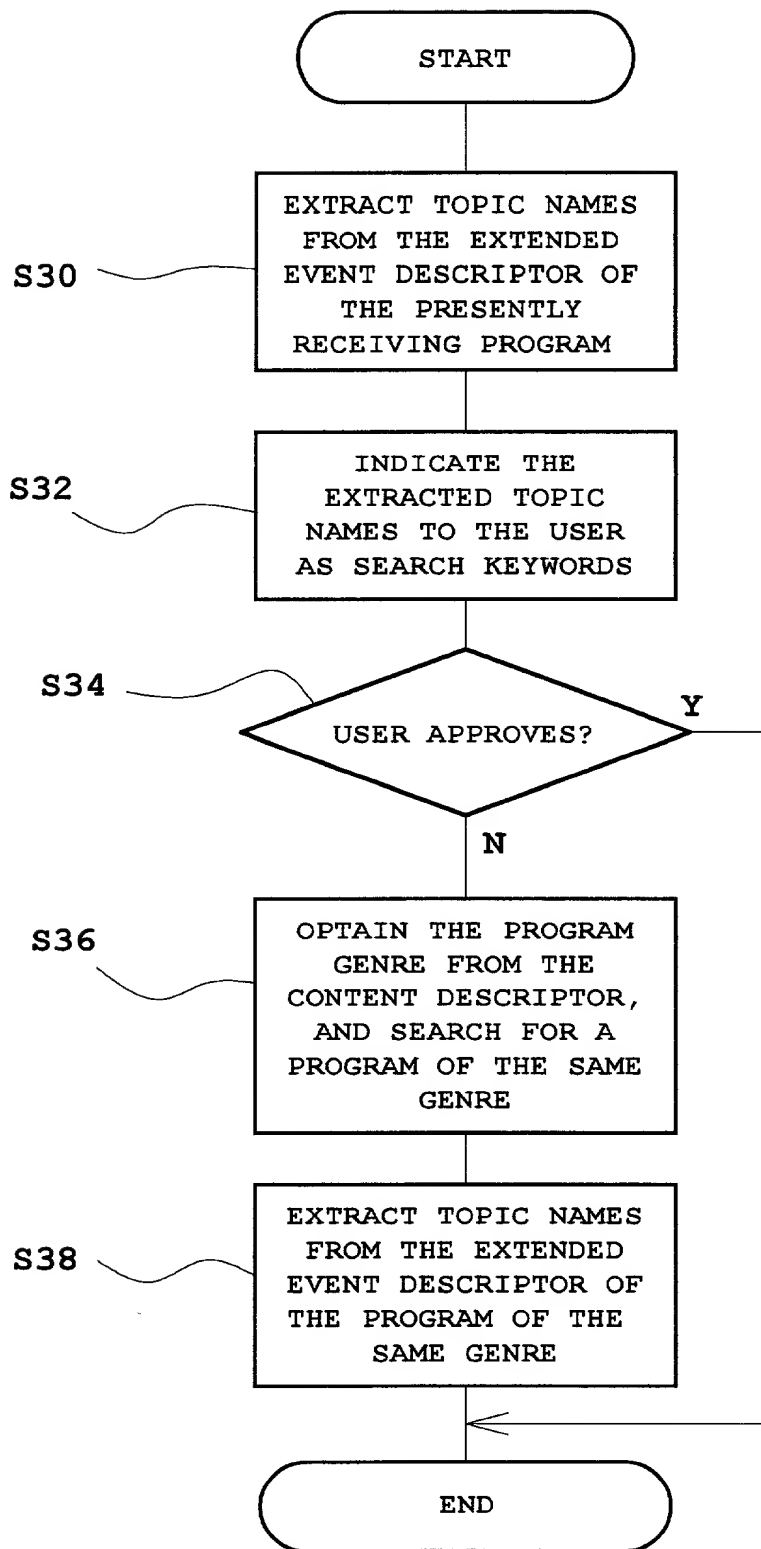 START
EXTRACT TOPIC NAMES
FROM THE EXTENDED
EVENT DESCRIPTOR OF
THE PRESENTLY
RECEIVING PROGRAM
S30
INDICATE THE
EXTRACTED TOPIC
NAMES TO THE USER
AS SEARCH KEYWORDS
S32
S34
USER APPROVES?
Y
N
OPTAIN THE PROGRAM
GENRE FROM THE
CONTENT DESCRIPTOR,
AND SEARCH FOR A
PROGRAM OF THE SAME
GENRE
S36
EXTRACT TOPIC NAMES
FROM THE EXTENDED
EVENT DESCRIPTOR OF
THE PROGRAM OF THE
SAME GENRE
S38
END